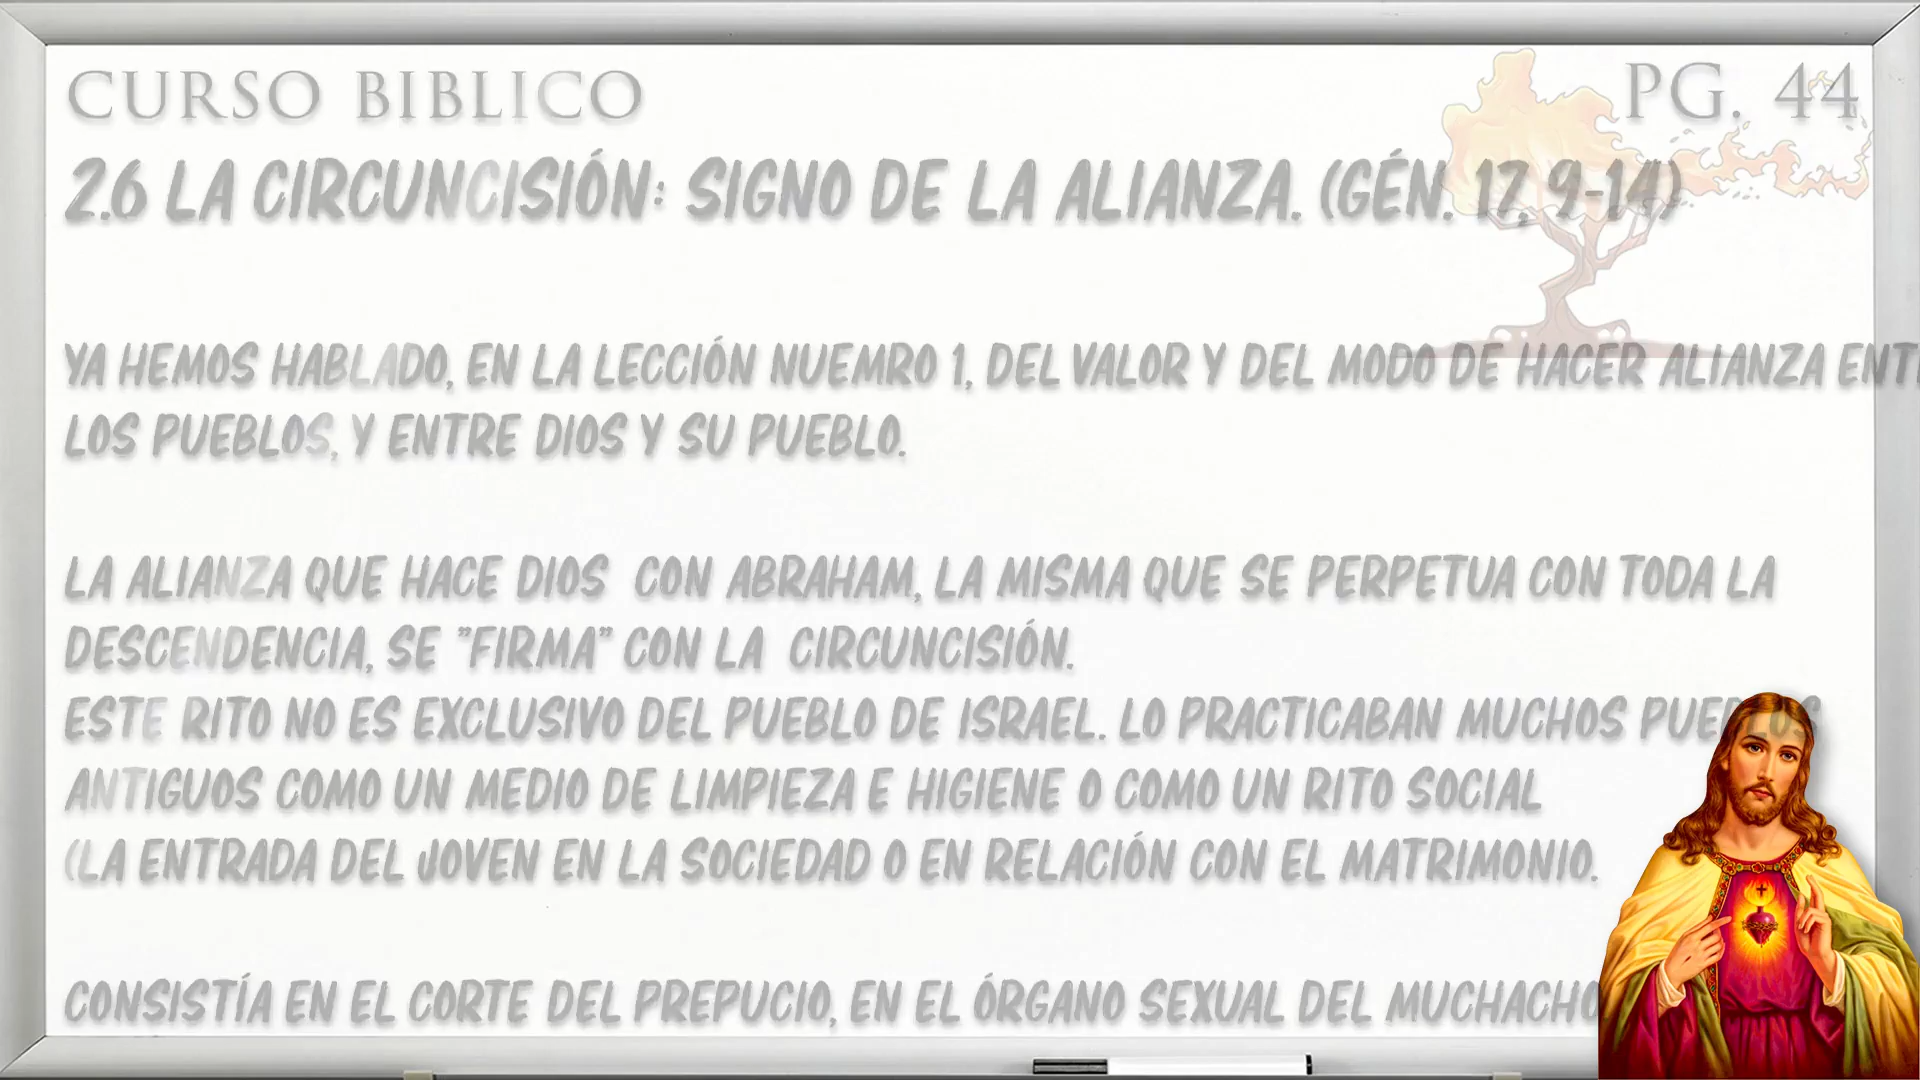 CURSO BIBLICO
PG. 44
2.6 LA CIRCUNCISIÓN: SIGNO DE LA ALIANZA. (GÉN. 17, 9-14)
YA HEMOS HABLADO, EN LA LECCIÓN NUEMRO 1, DEL VALOR Y DEL MODO DE HACER ALIANZA
LOS PUEBLOS, Y ENTRE DIOS Y SU PUEBLO.
LA ALIANZA QUE HACE DIOS CON ABRAHAM, LA MISMA QUE SE PERPETUA CON TODA LA
DESCENDENCIA, SE "FIRMA" CON LA CIRCUNCISIÓN.
ESTE RITO NO ES EXCLUSIVO DEL PUEBLO DE ISRAEL. LO PRACTICABAN MUCHOS PUEBLOS
ANTIGUOS COMO UN MEDIO DE LIMPIEZA E HIGIENE O COMO UN RITO SOCIAL
(LA ENTRADA DEL JOVEN EN LA SOCIEDAD O EN RELACIÓN CON EL MATRIMONIO.
CONSISTÍA EN EL CORTE DEL PREPUCIO, EN EL ÓRGANO SEXUAL DEL MUCHACHO